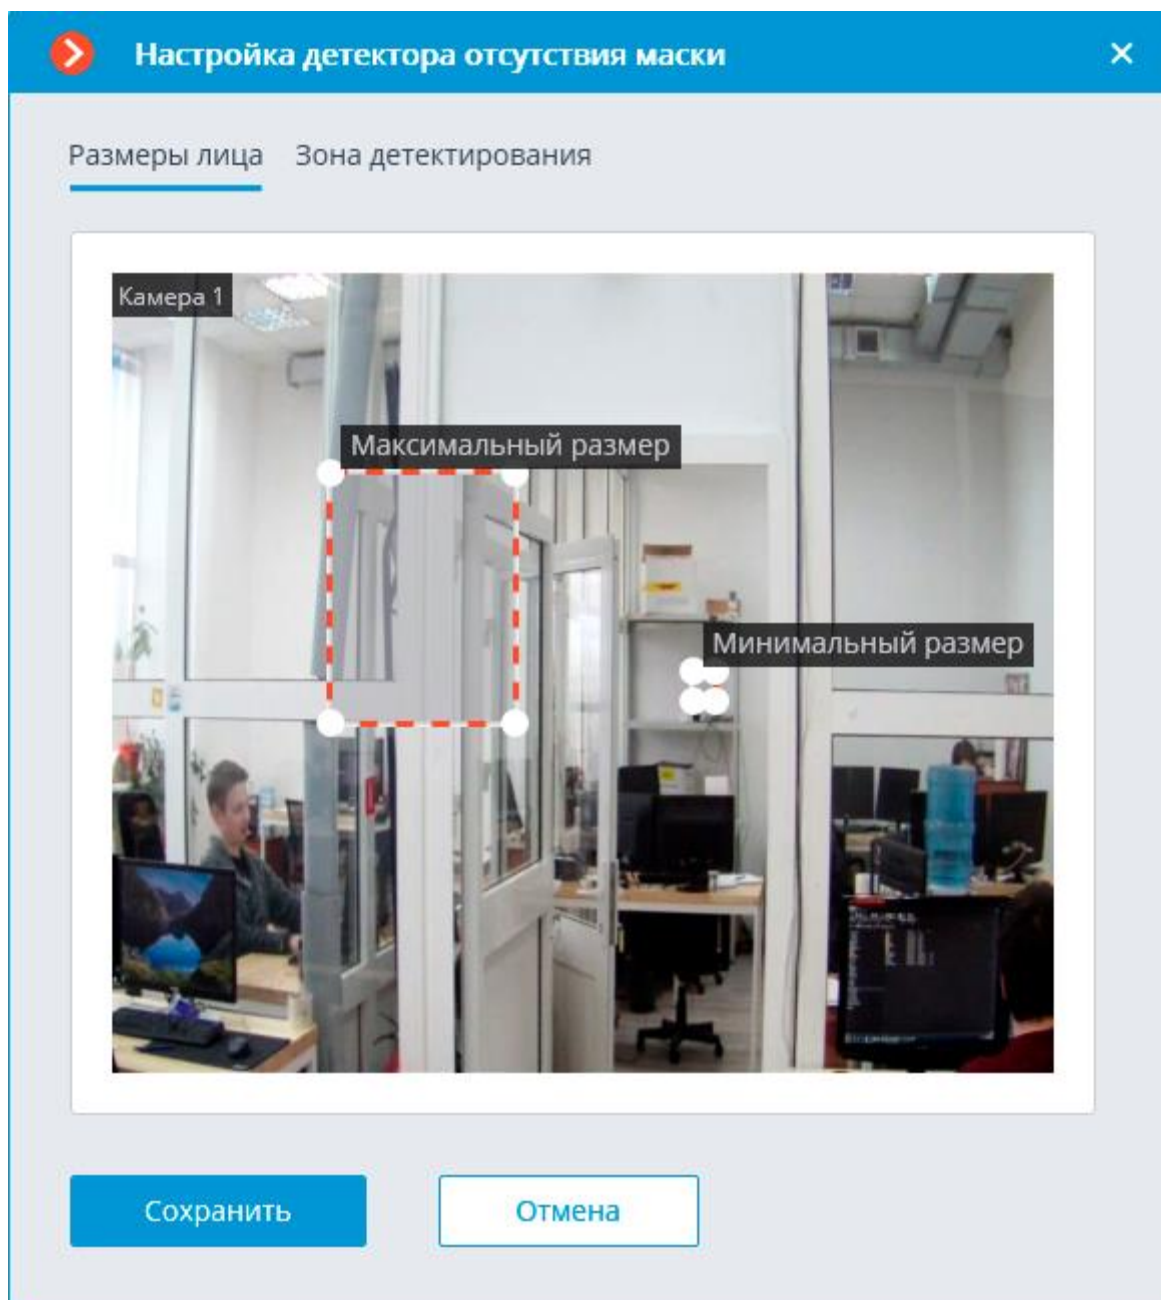 Настройка детектора отсутствия маски
Размеры лица Зона детектирования
Камера 1
Максимальный размер
Минимальный размер
Сохранить Отмена